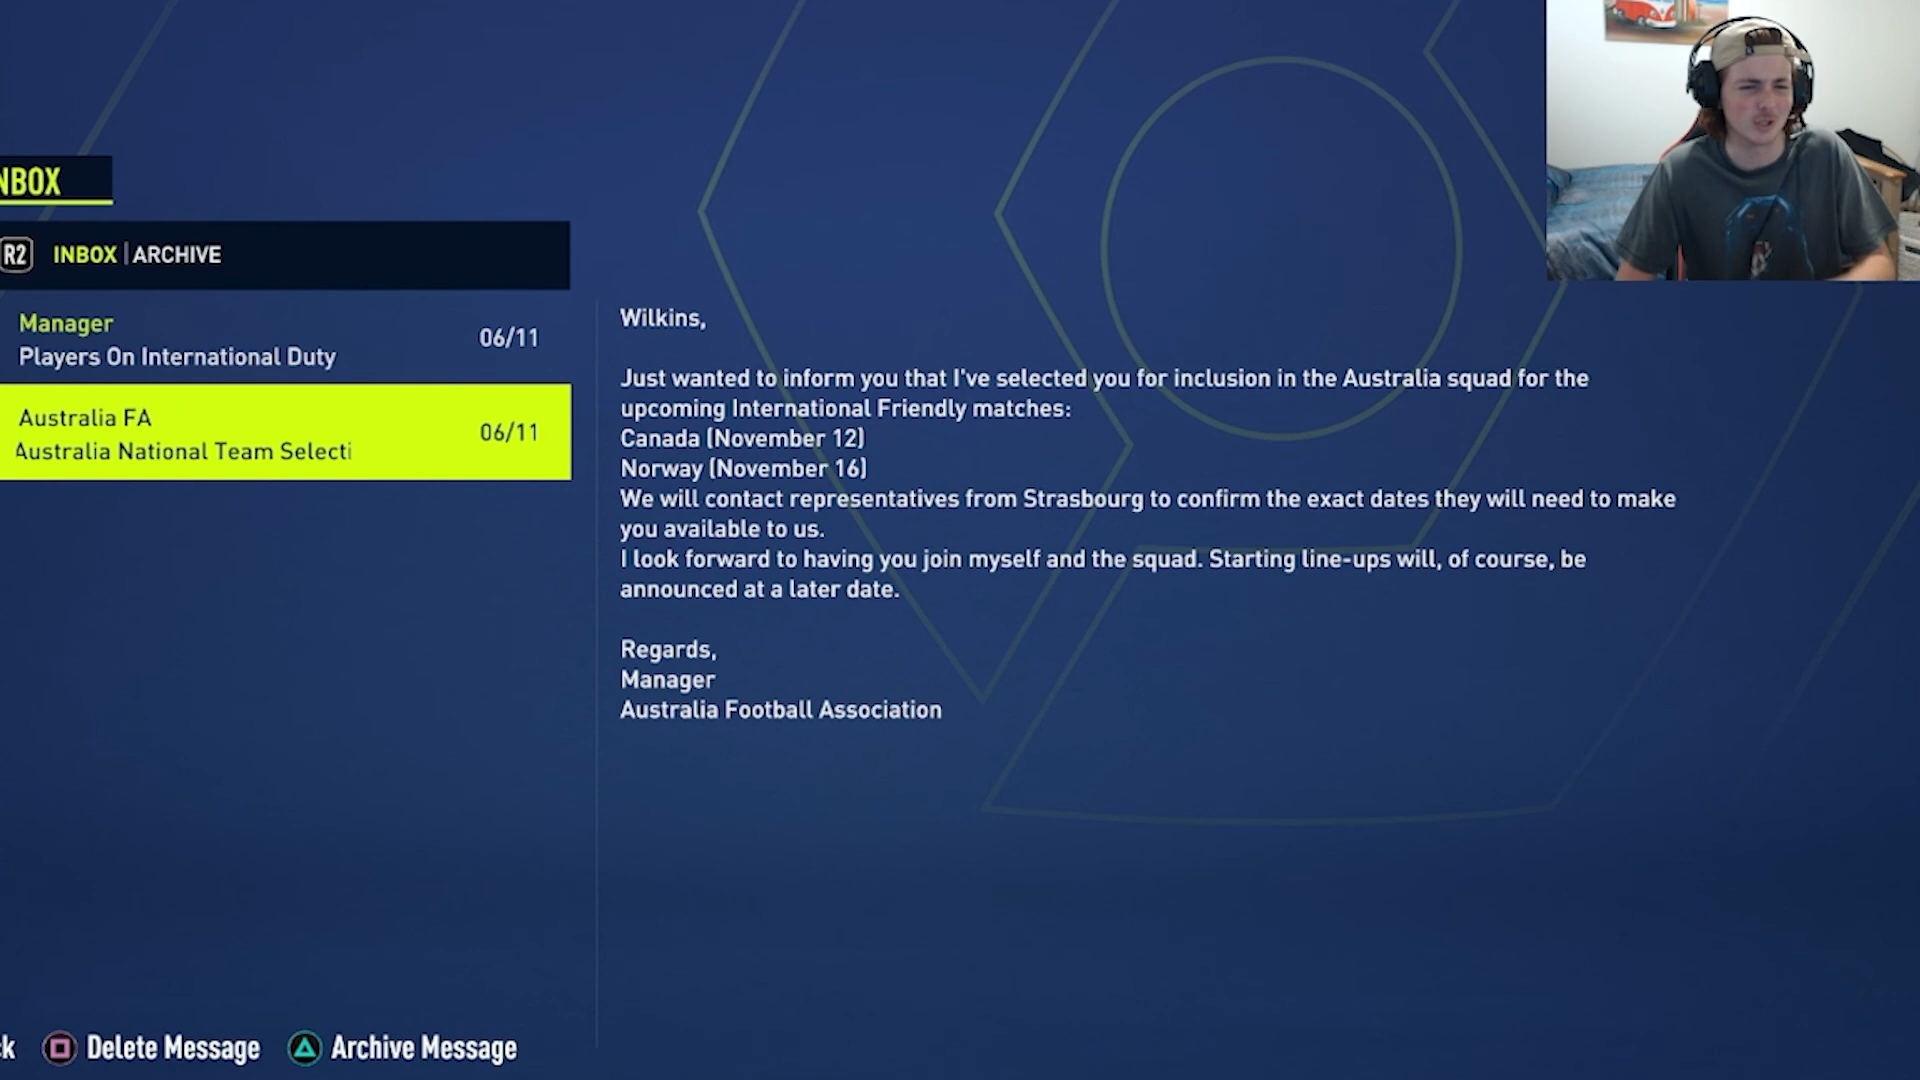 NBOX
R2 INBOX | ARCHIVE
Manager
Players On International Duty
06/11
Australia FA
Australia National Team Selecti
06/11
Wilkins,
Just wanted to inform you that I've selected you for inclusion in the Australia squad for the
upcoming International Friendly matches:
Canada (November 12)
Norway (November 16)
We will contact representatives from Strasbourg to confirm the exact dates they will need to make
you available to us.
I look forward to having you join myself and the squad. Starting line-ups will, of course, be
announced at a later date.
Regards,
Manager
Australia Football Association
ck Delete Message Archive Message